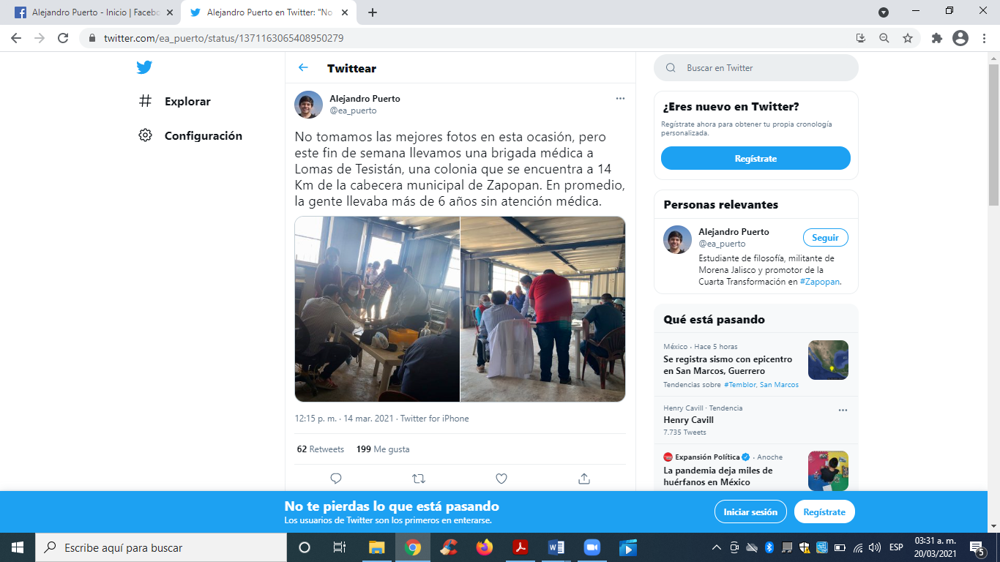 Alejandro Puerto - Inicio | Facebo
Alejandro Puerto en Twitter: "No
twitter.com/ea_puerto/status/1371163065408950279
Explorar
Configuración
Twittear
Alejandro Puerto
@ea_puerto
No tomamos las mejores fotos en esta ocasión, pero
este fin de semana llevamos una brigada médica a
Lomas de Tesistán, una colonia que se encuentra a 14
Km de la cabecera municipal de Zapopan. En promedio,
la gente llevaba más de 6 años sin atención médica.
12:15 p. m. · 14 mar. 2021 · Twitter for iPhone
62 Retweets 199 Me gusta
Buscar en Twitter
¿Eres nuevo en Twitter?
Regístrate ahora para obtener tu propia cronología
personalizada.
Regístrate
Personas relevantes
Alejandro Puerto
@ea_puerto
Seguir
Estudiante de filosofía, militante de
Morena Jalisco y promotor de la
Cuarta Transformación en #Zapopan.
Qué está pasando
México · Hace 5 horas
Se registra sismo con epicentro
en San Marcos, Guerrero
Tendencias sobre #Temblor, San Marcos
Henry Cavill · Tendencia
Henry Cavill
7.735 Tweets
Expansión Política · Anoche
La pandemia deja miles de
huérfanos en México
No te pierdas lo que está pasando
Los usuarios de Twitter son los primeros en enterarse.
Iniciar sesión
Regístrate
Escribe aquí para buscar
ESP
03:31 a. m.
20/03/2021
5